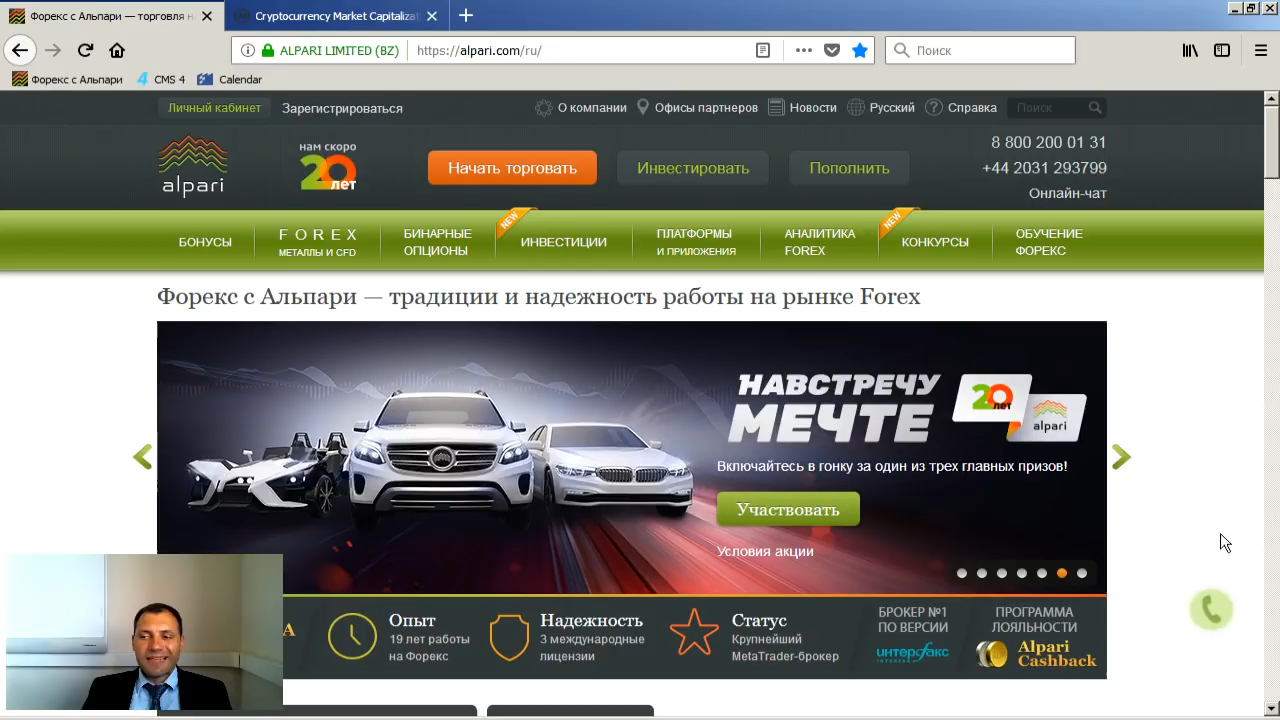 Форекс с Альпари — торговля н
Cryptocurrency Market Capitalizat
ALPARI LIMITED (BZ)
https://alpari.com/ru/
Поиск
Форекс с Альпари
CMS 4
Calendar
Личный кабинет
Зарегистрироваться
О компании
Офисы партнеров
Новости
Русский
Справка
Поиск
alpari
нам скоро
20
лет
Начать торговать
Инвестировать
Пополнить
8 800 200 01 31
+44 2031 293799
Онлайн-чат
БОНУСЫ
FOREX
МЕТАЛЛЫ И CFD
БИНАРНЫЕ
ОПЦИОНЫ
NEW
ИНВЕСТИЦИИ
ПЛАТФОРМЫ
И ПРИЛОЖЕНИЯ
АНАЛИТИКА
FOREX
NEW
КОНКУРСЫ
ОБУЧЕНИЕ
ФОРЕКС
Форекс с Альпари — традиции и надежность работы на рынке Forex
НАВСТРЕЧУ
МЕЧТЕ
20
лет
alpari
Включайтесь в гонку за один из трех главных призов!
Участвовать
Условия акции
А
Опыт
19 лет работы
на Форекс
Надежность
3 международные
лицензии
Статус
Крупнейший
MetaTrader-брокер
БРОКЕР №1
ПО ВЕРСИИ
интерфакс
ПРОГРАММА
ЛОЯЛЬНОСТИ
Alpari
Cashback